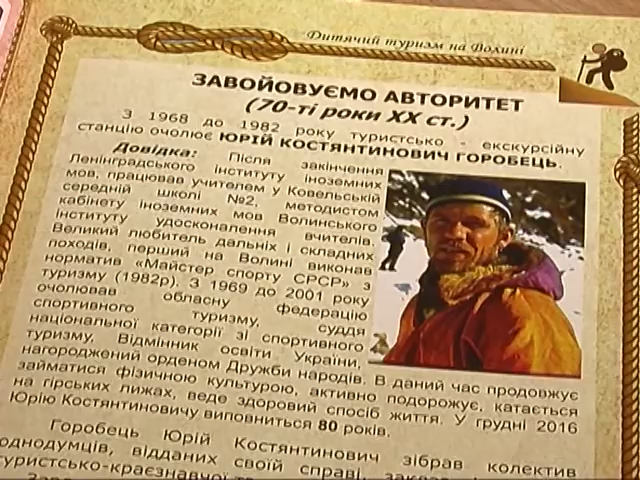 Дитячий туризм на Волині
ЗАВОЙОВУЄМО АВТОРИТЕТ
(70-ті роки ХХ ст.)
З 1968 до 1982 року туристсько - екскурсійну
станцію очолює ЮРІЙ КОСТЯНТИНОВИЧ ГОРОБЕЦЬ.
Довідка: Після закінчення
Ленінградського інституту іноземних
мов, працював учителем у Ковельській
середній школі №2, методистом
кабінету іноземних мов Волинського
інституту удосконалення вчителів.
Великий любитель дальніх і складних
походів, перший на Волині виконав
норматив «Майстер спорту СРСР» з
туризму (1982р). З 1969 до 2001 року
очолював обласну федерацію
спортивного туризму, суддя
національної категорії зі спортивного
туризму. Відмінник освіти України,
нагороджений орденом Дружби народів. В даний час продовжує
займатися фізичною культурою, активно подорожує, катається
на гірських лижах, веде здоровий спосіб життя. У грудні 2016
Юрію Костянтиновичу виповниться 80 років.
Горобець Юрій Костянтинович зібрав колектив
однодумців, відданих своїй справі,
туристсько-краєзнавчої